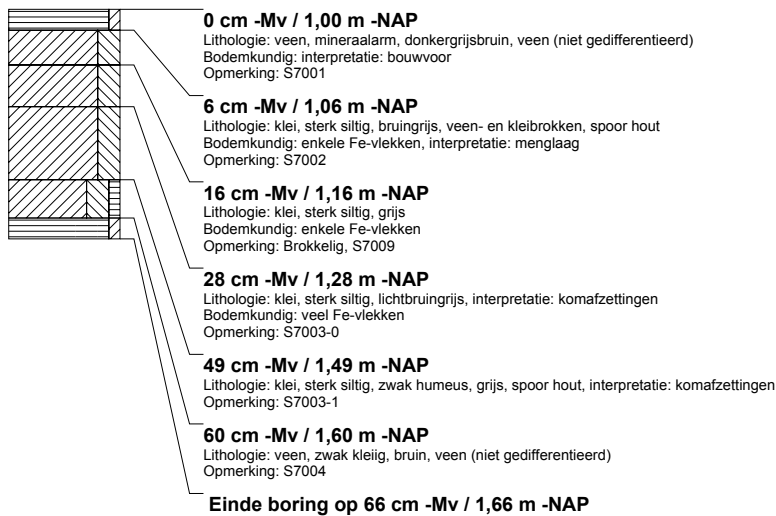 0 cm -Mv / 1,00 m -NAP
Lithologie: veen, mineraalarm, donkergrijsbruin, veen (niet gedifferentieerd)
Bodemkundig: interpretatie: bouwvoor
Opmerking: S7001
6 cm -Mv / 1,06 m -NAP
Lithologie: klei, sterk siltig, bruingrijs, veen- en kleibrokken, spoor hout
Bodemkundig: enkele Fe-vlekken, interpretatie: menglaag
Opmerking: S7002
16 cm -Mv / 1,16 m -NAP
Lithologie: klei, sterk siltig, grijs
Bodemkundig: enkele Fe-vlekken
Opmerking: Brokkelig, S7009
28 cm -Mv / 1,28 m -NAP
Lithologie: klei, sterk siltig, lichtbruingrijs, interpretatie: komafzettingen
Bodemkundig: veel Fe-vlekken
Opmerking: S7003-0
49 cm -Mv / 1,49 m -NAP
Lithologie: klei, sterk siltig, zwak humeus, grijs, spoor hout, interpretatie: komafzettingen
Opmerking: S7003-1
60 cm -Mv / 1,60 m -NAP
Lithologie: veen, zwak kleiig, bruin, veen (niet gedifferentieerd)
Opmerking: S7004
Einde boring op 66 cm -Mv / 1,66 m -NAP